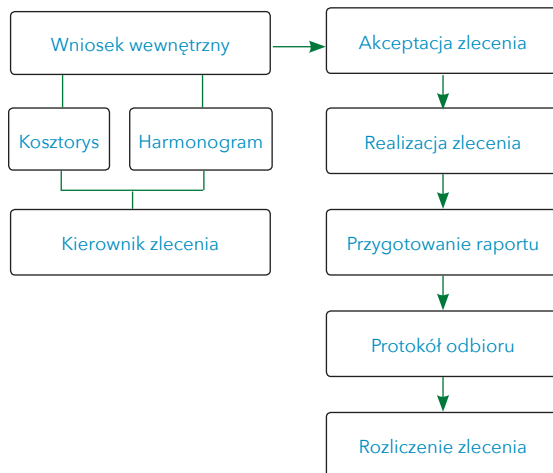 Wniosek wewnętrzny
Akceptacja zlecenia
Kosztorys
Harmonogram
Realizacja zlecenia
Kierownik zlecenia
Przygotowanie raportu
Protokół odbioru
Rozliczenie zlecenia